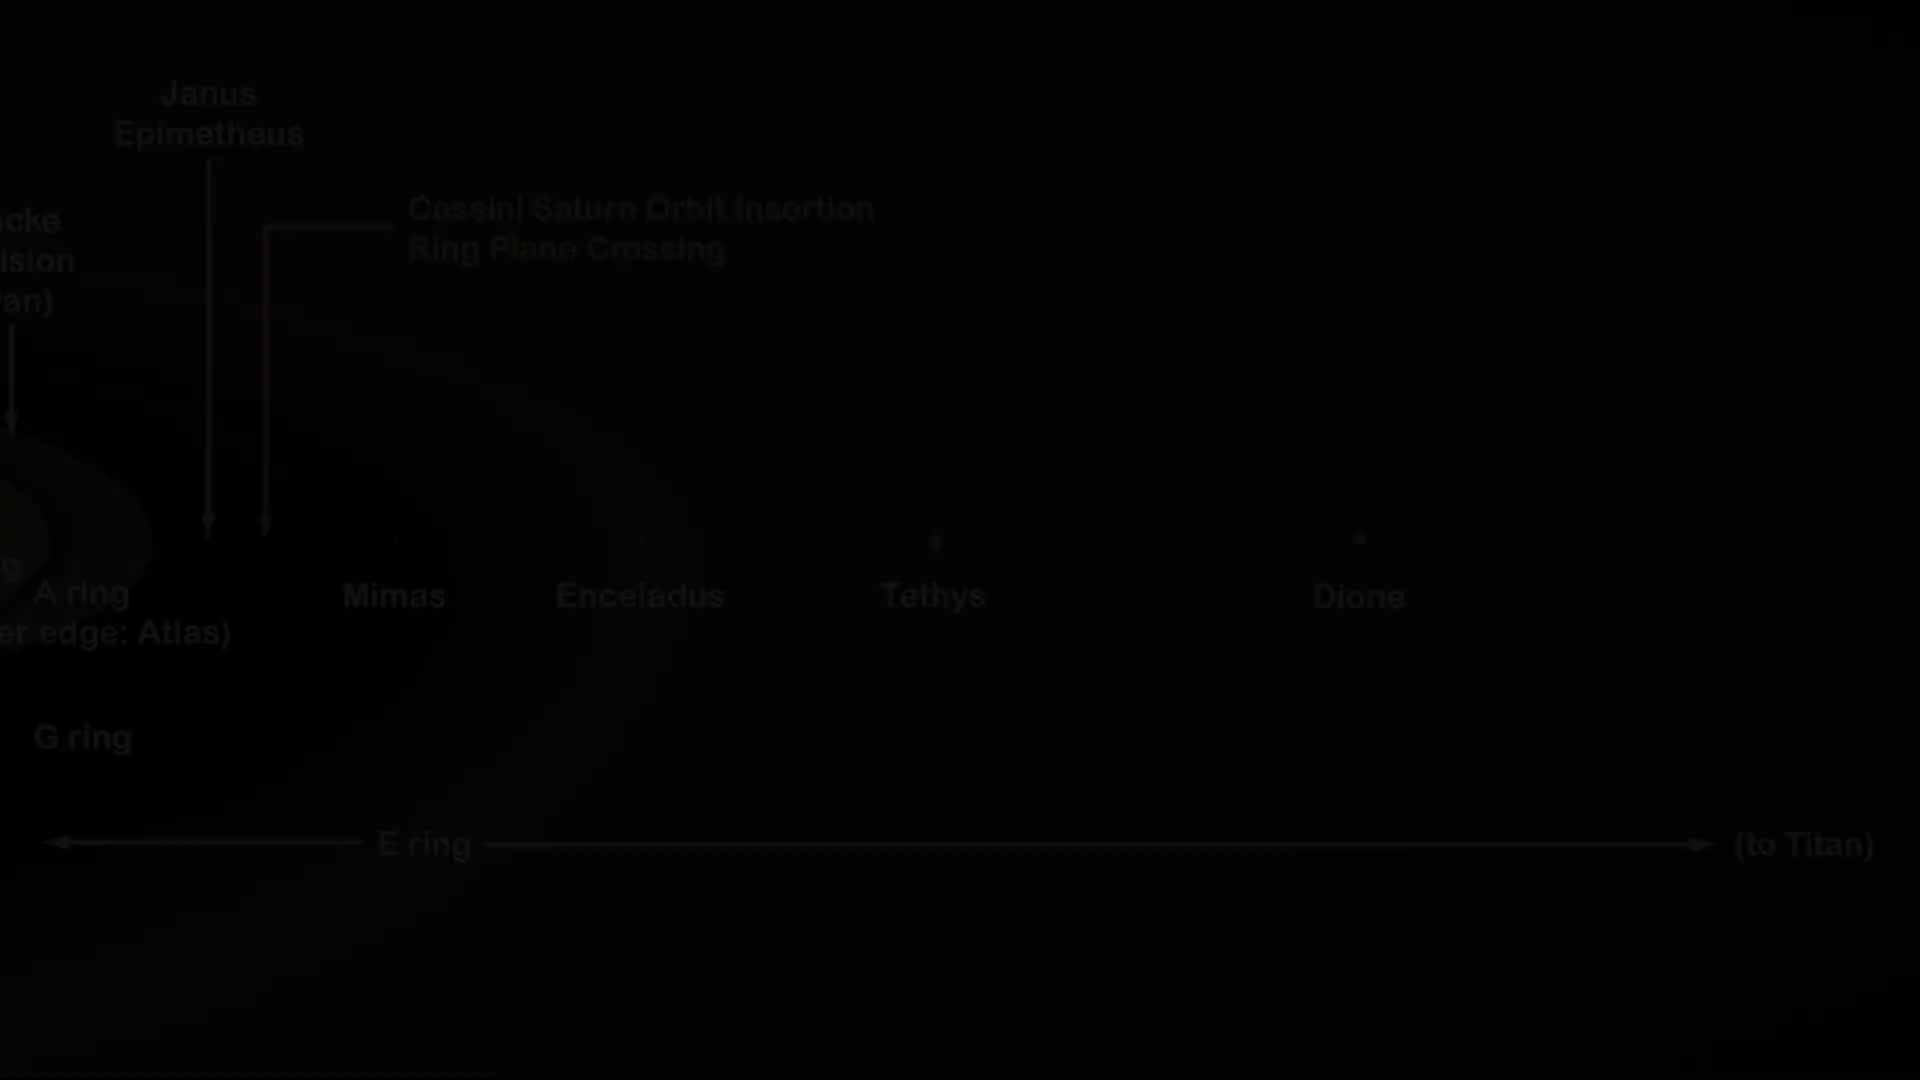 Janus
Epimetheus
Cassini Saturn Orbit Insertion
Ring Plane Crossing
cke
ision
an)
g
A ring
er edge: Atlas)
Mimas
Enceladus
Tethys
Dione
G ring
E ring
(to Titan)